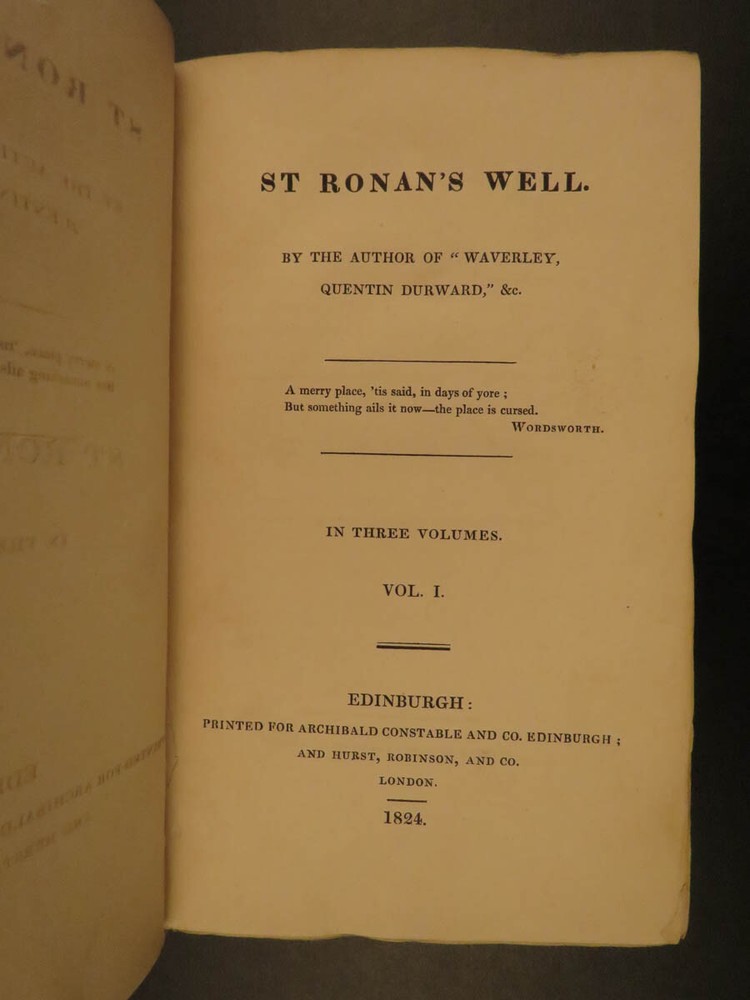 ST RONAN'S WELL.
BY THE AUTHOR OF “ WAVERLEY,
QUENTIN DURWARD,” &c.
A merry place, 'tis said, in days of yore ;
But something ails it now—the place is cursed.
WORDSWORTH.
IN THREE VOLUMES.
VOL. I.
EDINBURGH:
PRINTED FOR ARCHIBALD CONSTABLE AND CO. EDINBURGH ;
AND HURST, ROBINSON, AND CO.
LONDON.
1824.